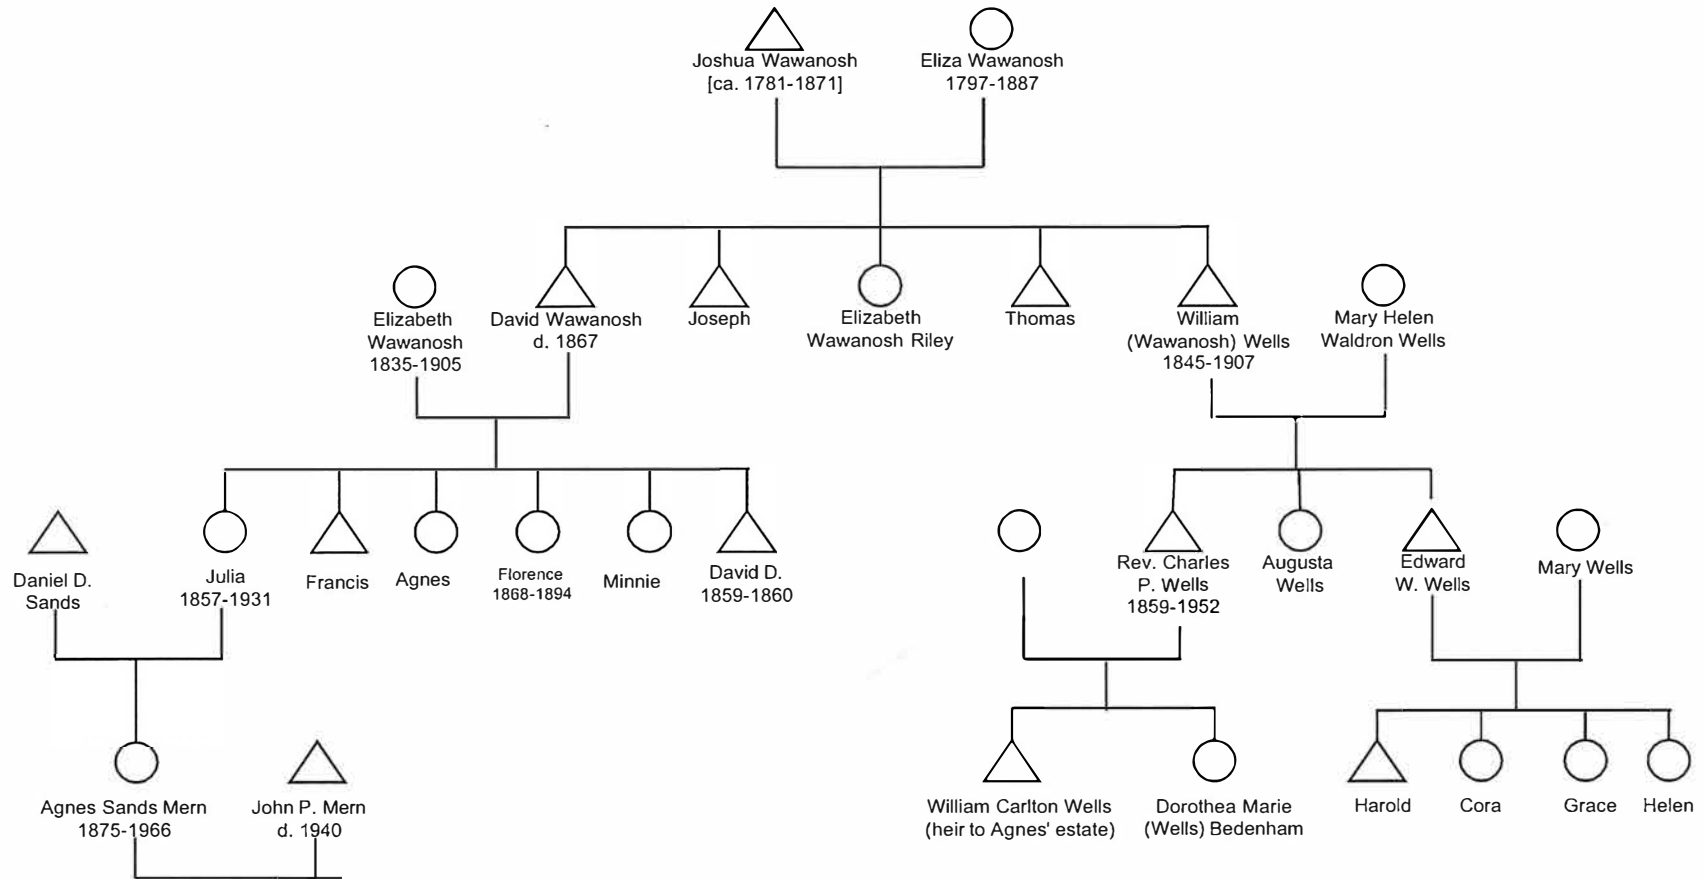 Joshua Wawanosh
[ca. 1781-1871]
Eliza Wawanosh
1797-1887
Elizabeth
Wawanosh
1835-1905
David Wawanosh
d. 1867
Joseph
Elizabeth
Wawanosh Riley
Thomas
William
(Wawanosh) Wells
1845-1907
Mary Helen
Waldron Wells
Daniel D.
Sands
Julia
1857-1931
Francis
Agnes
Florence
1868-1894
Minnie
David D.
1859-1860
Rev. Charles
P. Wells
1859-1952
Augusta
Wells
Edward
W. Wells
Mary Wells
Agnes Sands Mern
1875-1966
John P. Mern
d. 1940
William Carlton Wells
(heir to Agnes' estate)
Dorothea Marie
(Wells) Bedenham
Harold
Cora
Grace
Helen